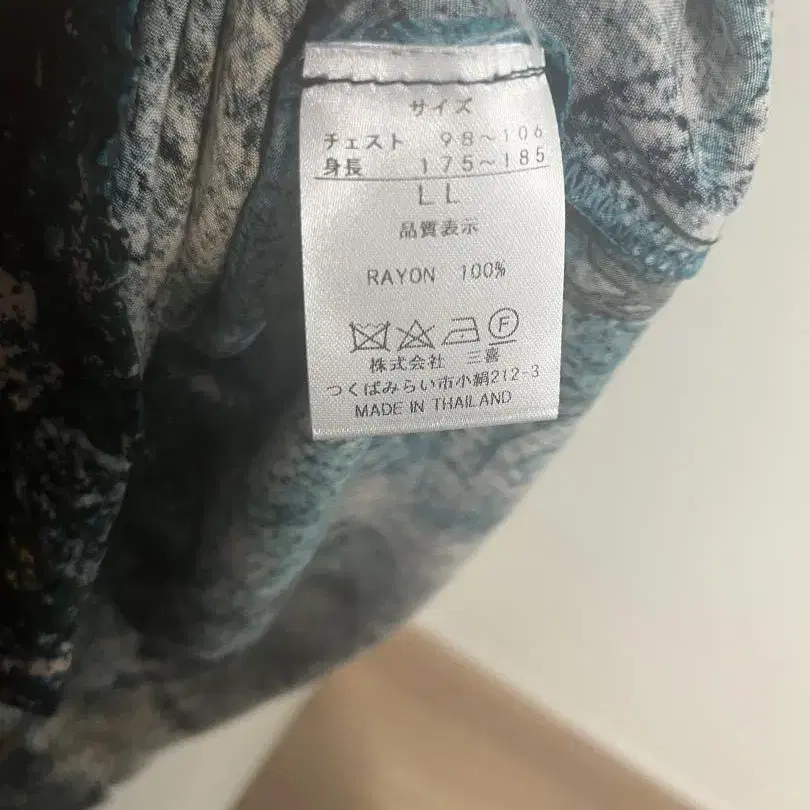 サイズ
チェスト 98〜106
身長 175〜185
LL
品質表示
RAYON 100%
F
株式会社 三喜
つくばみらい市小絹212-3
MADE IN THAILAND